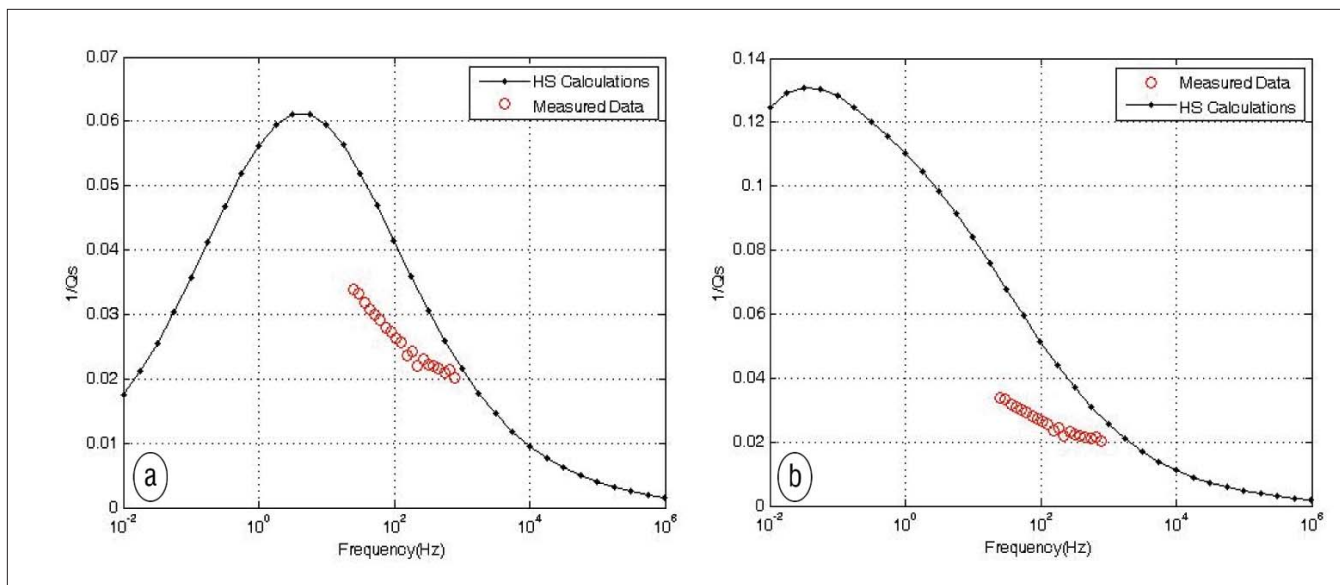 0.07
0.06
0.05
0.04
0.03
0.02
0.01
0
1/Qs
HS Calculations
Measured Data
a
10^-2
10^0
10^2
10^4
10^6
Frequency(Hz)
0.14
0.12
0.1
0.08
0.06
0.04
0.02
0
1/Qs
Measured Data
HS Calculations
b
10^-2
10^0
10^2
10^4
10^6
Frequency(Hz)